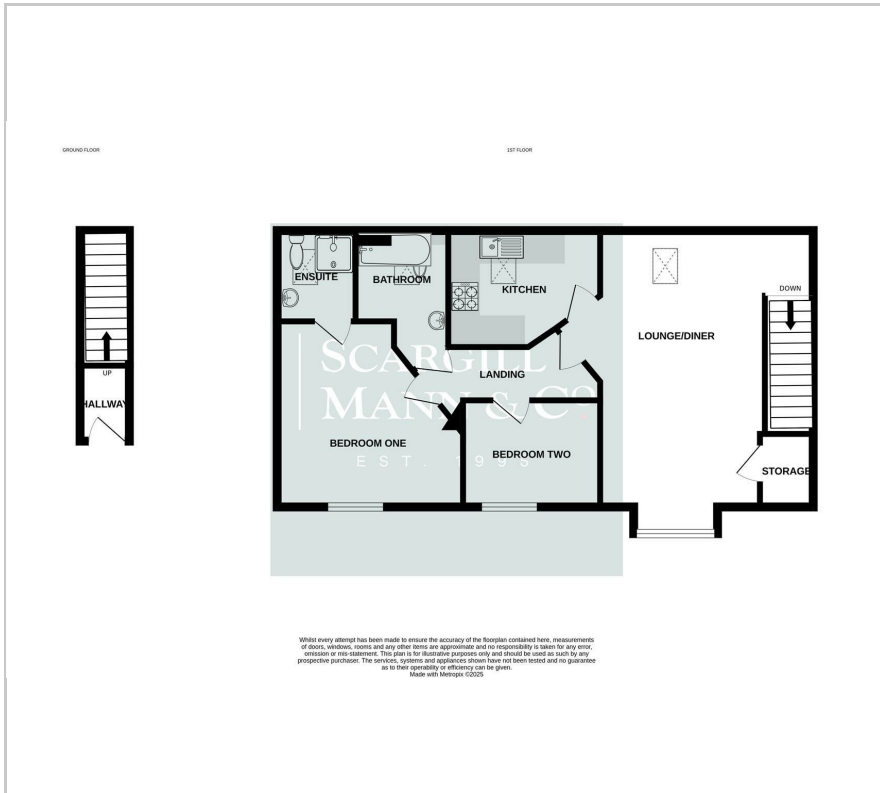 GROUND FLOOR
1ST FLOOR
ENSUITE
BATHROOM
KITCHEN
DOWN
LOUNGE/DINER
UP
HALLWAY
SCARGILL
LANDING
MANN & Co
BEDROOM ONE
BEDROOM TWO
EST. 1995
STORAGE
Whilst every attempt has been made to ensure the accuracy of the floorplan contained here, measurements
of doors, windows, rooms and any other items are approximate and no responsibility is taken for any error,
omission or mis-statement. This plan is for illustrative purposes only and should be used as such by any
prospective purchaser. The services, systems and appliances shown have not been tested and no guarantee
as to their operability or efficiency can be given.
Made with Metropix ©2025